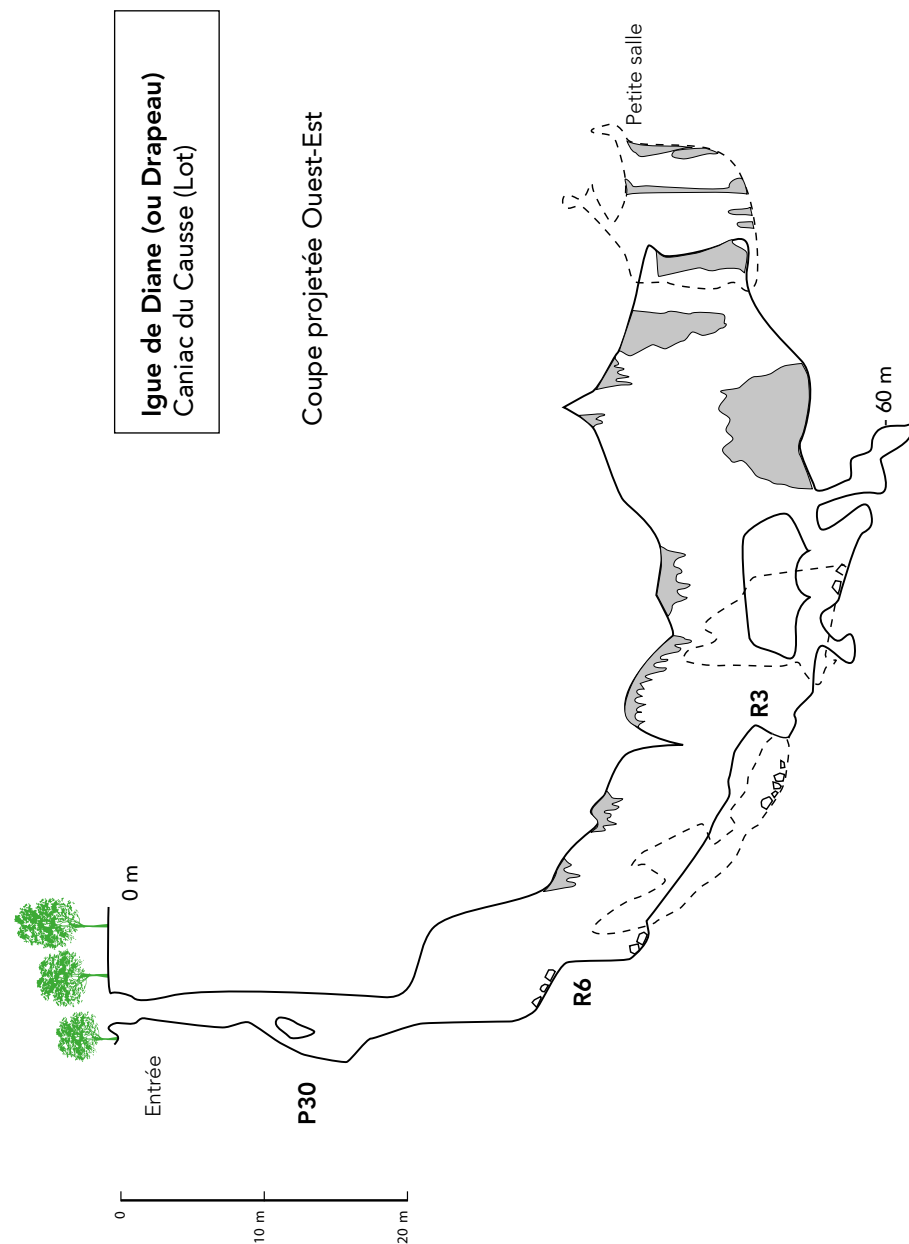 Igue de Diane (ou Drapeau)
Caniac du Causse (Lot)
Coupe projetée Ouest-Est
Petite salle
0 m
Entrée
P30
R6
R3
- 60 m
0
10 m
20 m